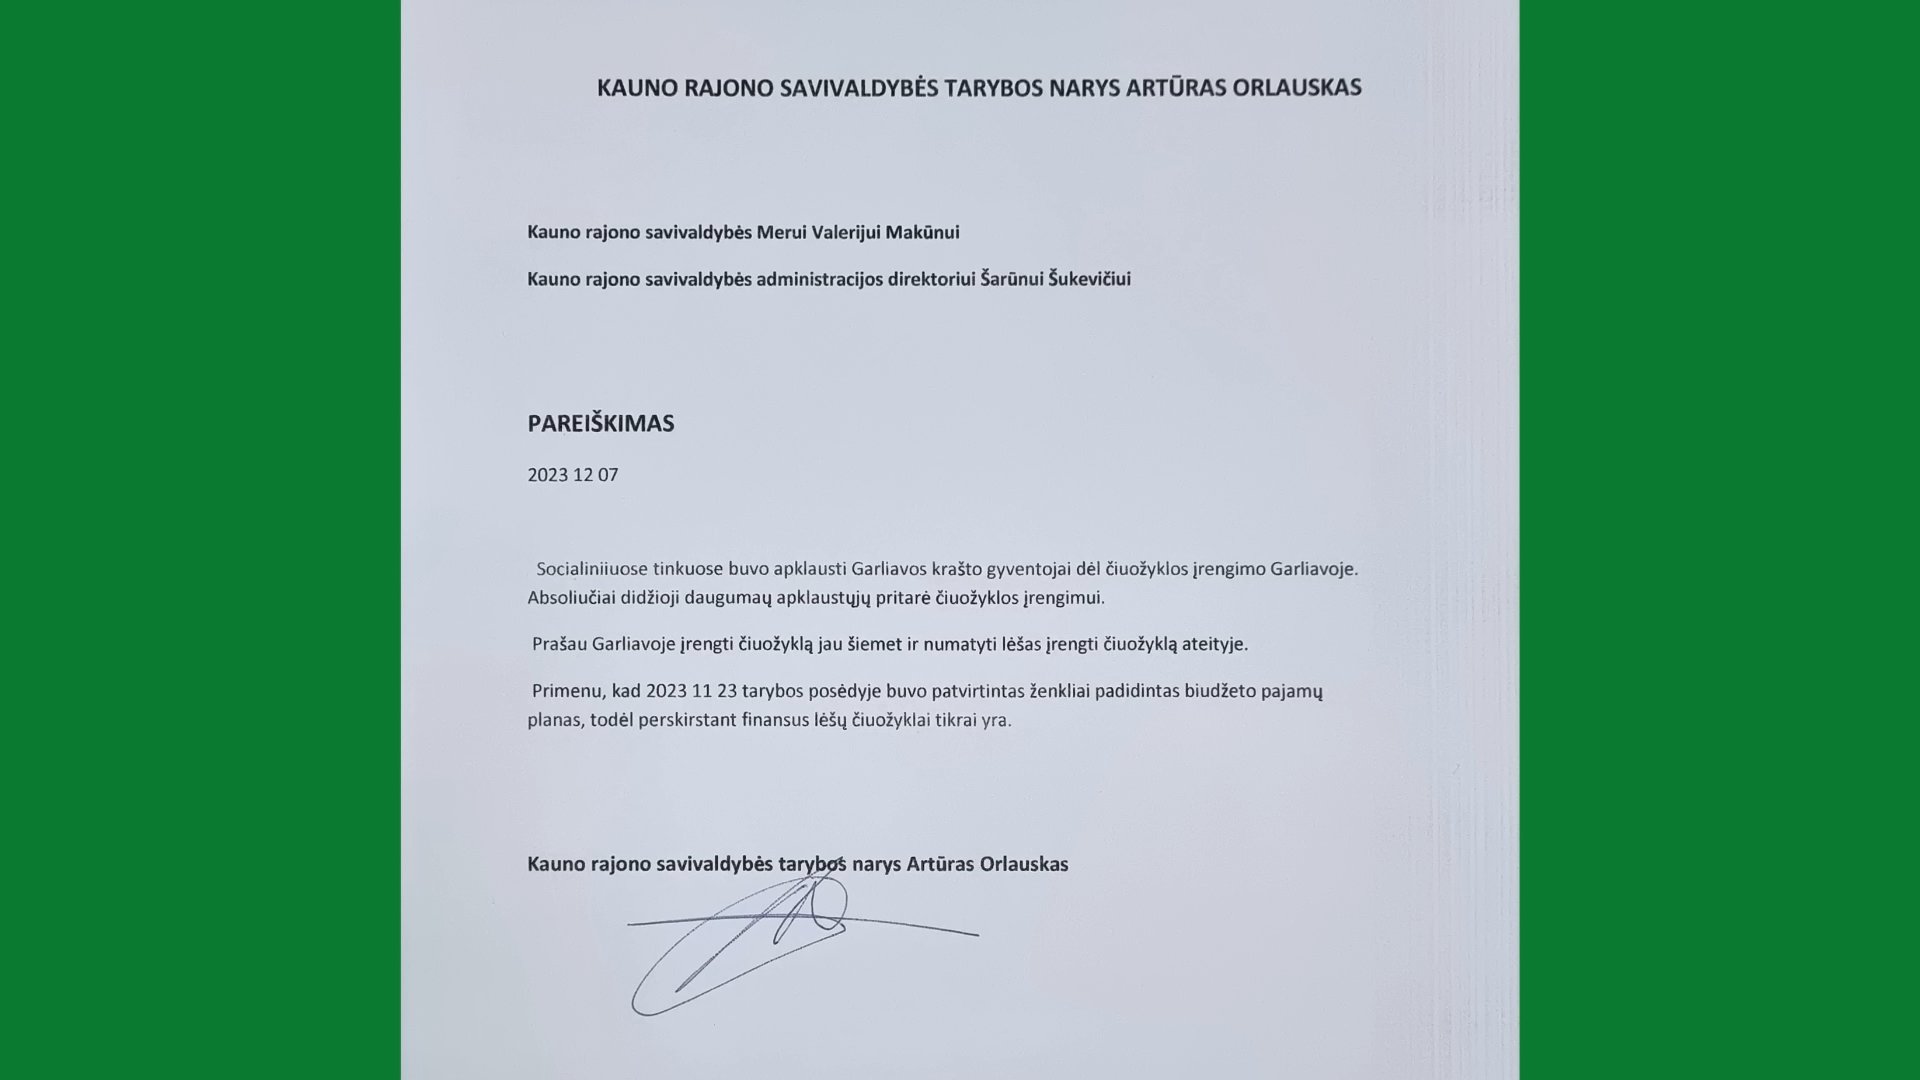 KAUNO RAJONO SAVIVALDYBĖS TARYBOS NARYS ARTŪRAS ORLAUSKAS
Kauno rajono savivaldybės Merui Valerijui Makūnui
Kauno rajono savivaldybės administracijos direktoriui Šarūnui Šukevičiui
PAREIŠKIMAS
2023 12 07
Socialiniiuose tinkuose buvo apklausti Garliavos krašto gyventojai dėl čiuožyklos įrengimo Garliavoje.
Absoliučiai didžioji daugumaų apklaustųjų pritarė čiuožyklos įrengimui.
Prašau Garliavoje įrengti čiuožyklą jau šiemet ir numatyti lėšas įrengti čiuožyklą ateityje.
Primenu, kad 2023 11 23 tarybos posėdyje buvo patvirtintas ženkliai padidintas biudžeto pajamų
planas, todėl perskirstant finansus lėšų čiuožyklai tikrai yra.
Kauno rajono savivaldybės tarybos narys Artūras Orlauskas